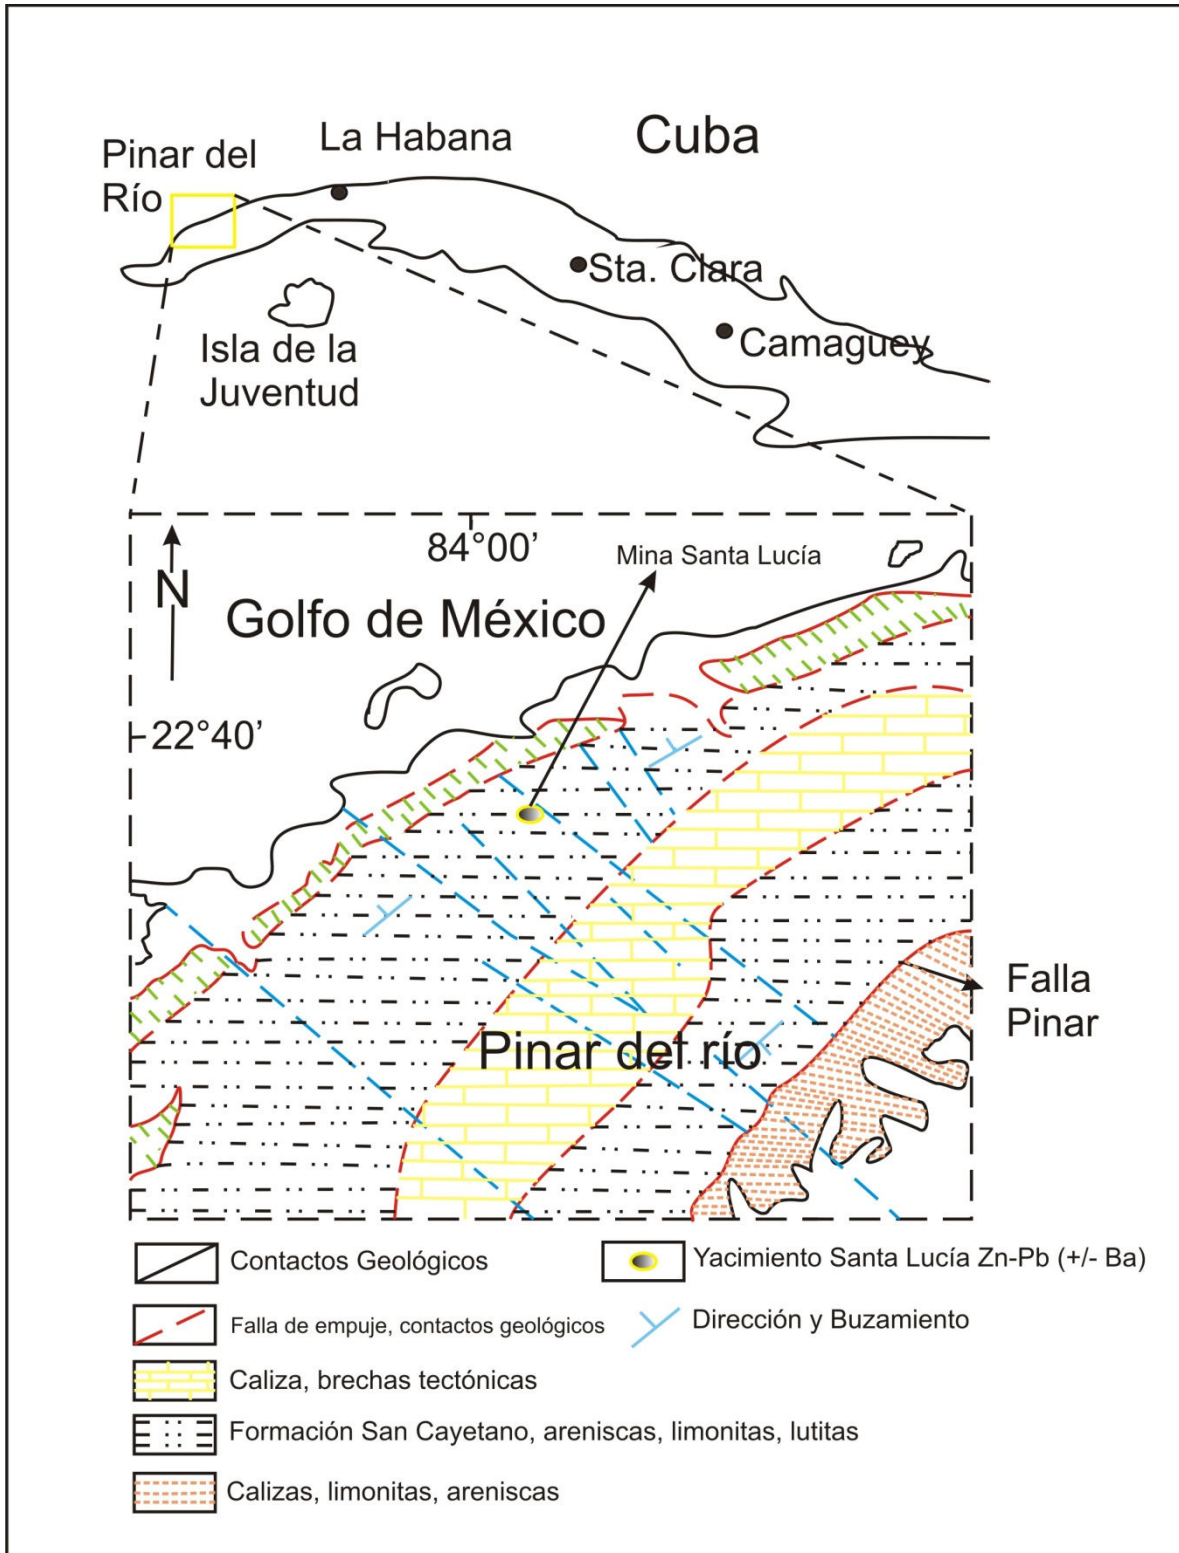 Cuba
La Habana
Pinar del
Río
Sta. Clara
Camaguey
Isla de la
Juventud
84°00’
Mina Santa Lucía
N
Golfo de México
22°40’
Falla
Pinar
Pinar del río
Contactos Geológicos
Yacimiento Santa Lucía Zn-Pb (+/- Ba)
Falla de empuje, contactos geológicos
Dirección y Buzamiento
Caliza, brechas tectónicas
Formación San Cayetano, areniscas, limonitas, lutitas
Calizas, limonitas, areniscas